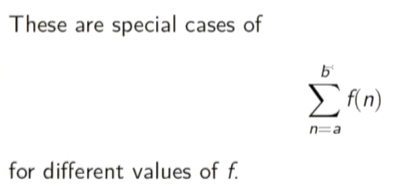 These are special cases of
b
∑ f(n)
n=a
for different values of f.